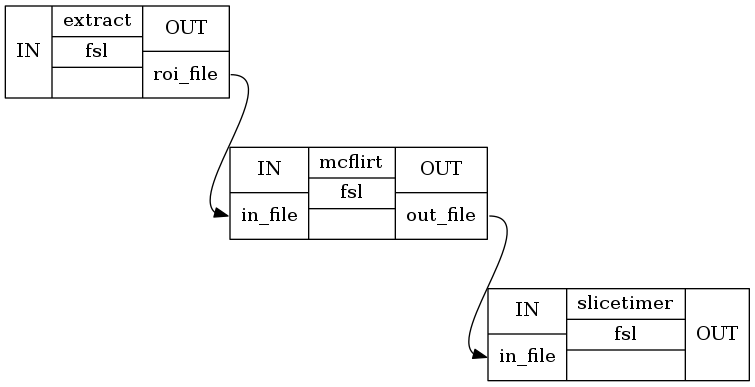 IN
extract
fsl
OUT
roi_file
IN
in_file
mcflirt
fsl
OUT
out_file
IN
in_file
slicetimer
fsl
OUT